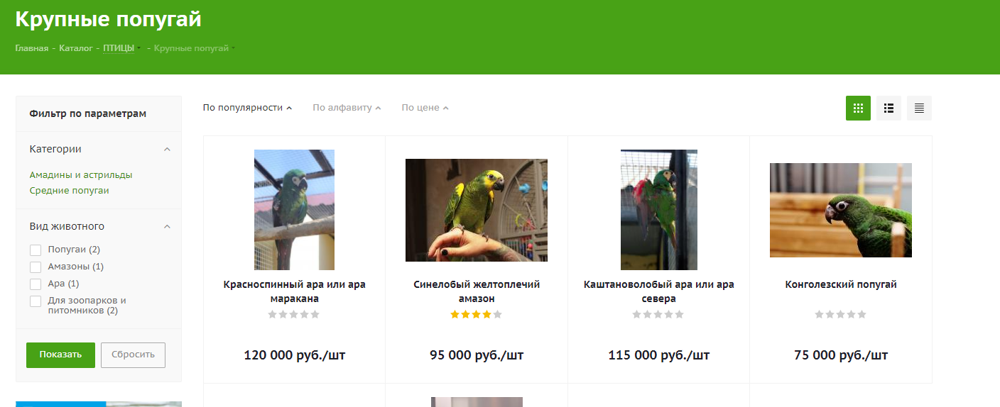 Крупные попугай
Главная - Каталог - ПТИЦЫ - Крупные попугай
Фильтр по параметрам
Категории
Амадины и астрильды
Средние попугаи
Вид животного
Попугаи (2)
Амазоны (1)
Ара (1)
Для зоопарков и
питомников (2)
Показать
Сбросить
По популярности
По алфавиту
По цене
Красноспинный ара или ара
маракана
120 000 руб./шт
Синелобый желтоплечий
амазон
95 000 руб./шт
Каштановолобый ара или ара
севера
115 000 руб./шт
Конголезский попугай
75 000 руб./шт